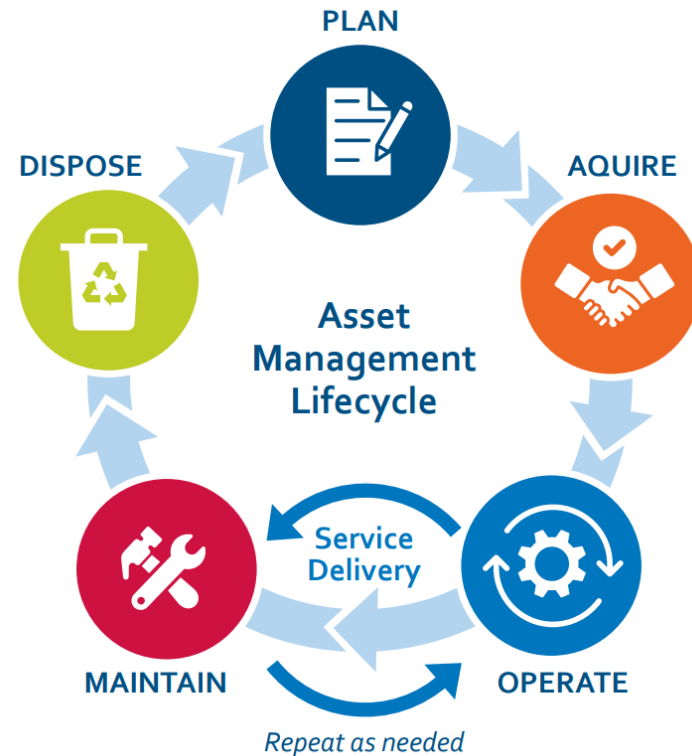 PLAN
DISPOSE
AQUIRE
Asset
Management
Lifecycle
Service
Delivery
MAINTAIN
OPERATE
Repeat as needed